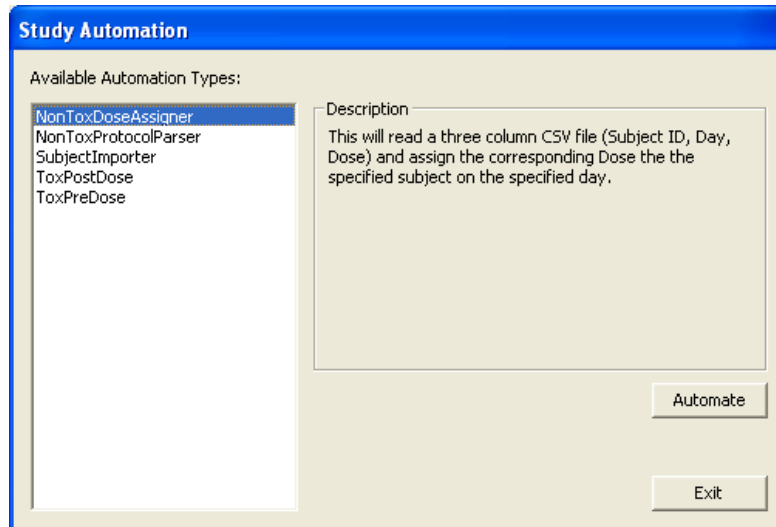 Study Automation
Available Automation Types:
NonToxDoseAssigner
NonToxProtocolParser
SubjectImporter
ToxPostDose
ToxPreDose
Description
This will read a three column CSV file (Subject ID, Day,
Dose) and assign the corresponding Dose the the
specified subject on the specified day.
Automate
Exit